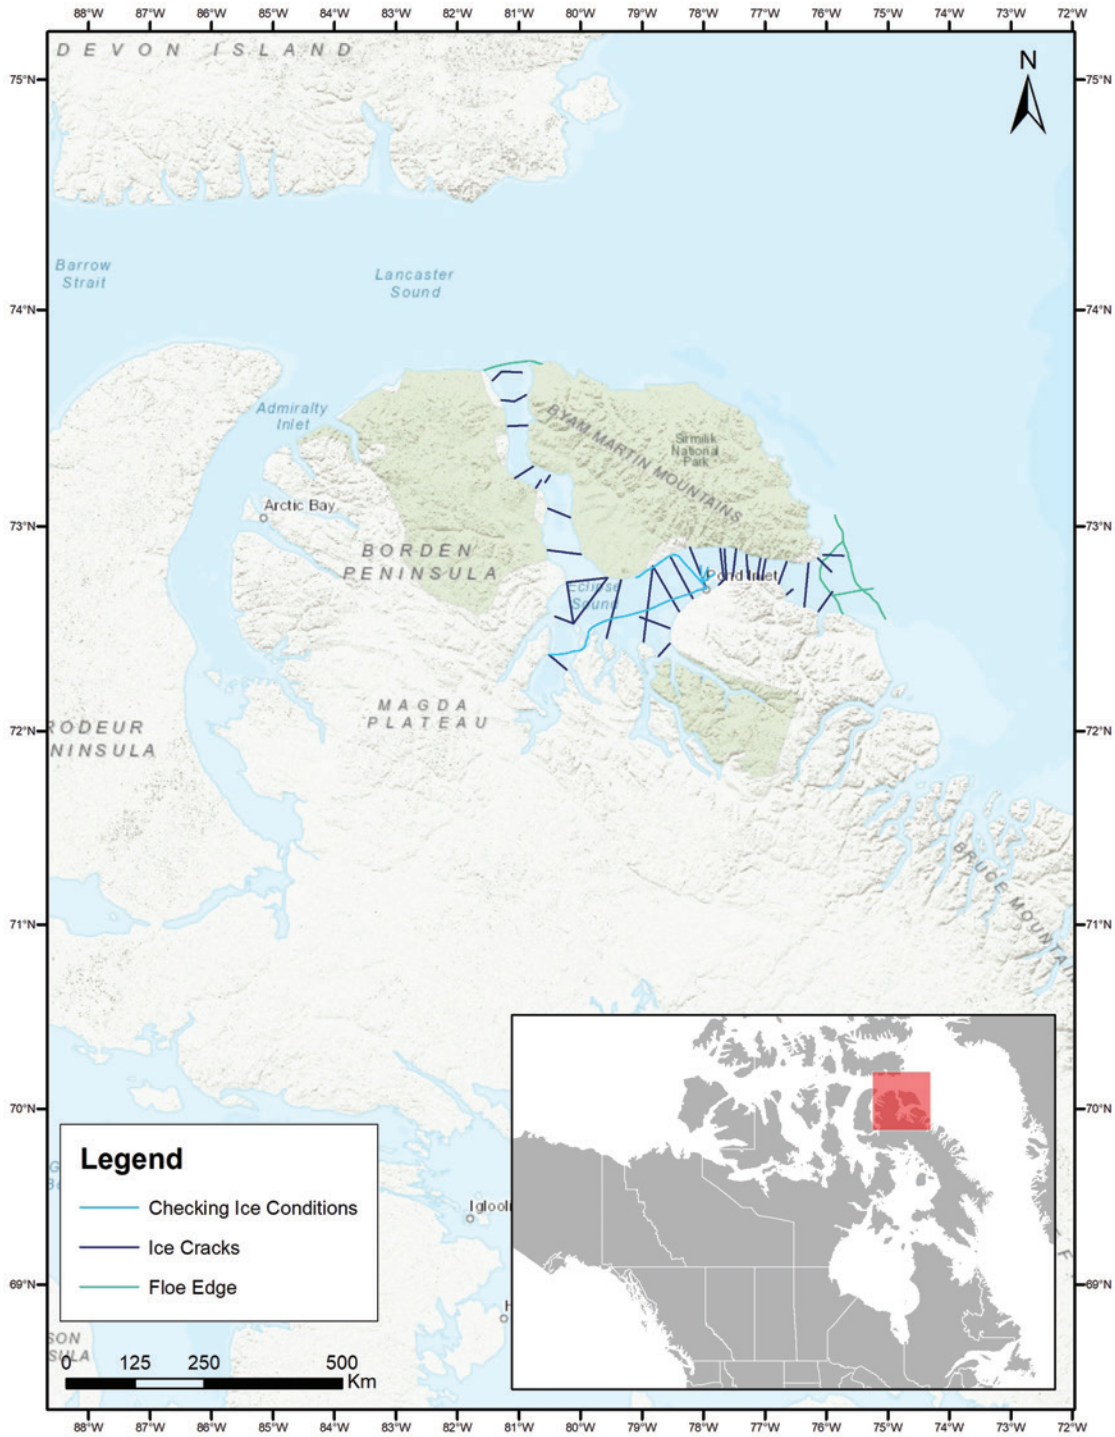 88°W 87°W 86°W 85°W 84°W 83°W 82°W 81°W 80°W 79°W 78°W 77°W 76°W 75°W 74°W 73°W 72°W
DEVON ISLAND
N
75°N 75°N
Barrow
Strait
Lancaster
Sound
74°N 74°N
Admiralty
Inlet
BYAM MARTIN MOUNTAINS
Sirmilik
National
Park
Arctic Bay
73°N 73°N
BORDEN
PENINSULA
Pond Inlet
Eclipse
Sound
MAGDA
PLATEAU
RODEUR
NINSULA
72°N 72°N
BRUCE MOUNTA
71°N 71°N
70°N 70°N
Legend
Checking Ice Conditions
Ice Cracks
Floe Edge
Igloolı
H
69°N 69°N
SON
SULA
0 125 250 500
Km
88°W 87°W 86°W 85°W 84°W 83°W 82°W 81°W 80°W 79°W 78°W 77°W 76°W 75°W 74°W 73°W 72°W